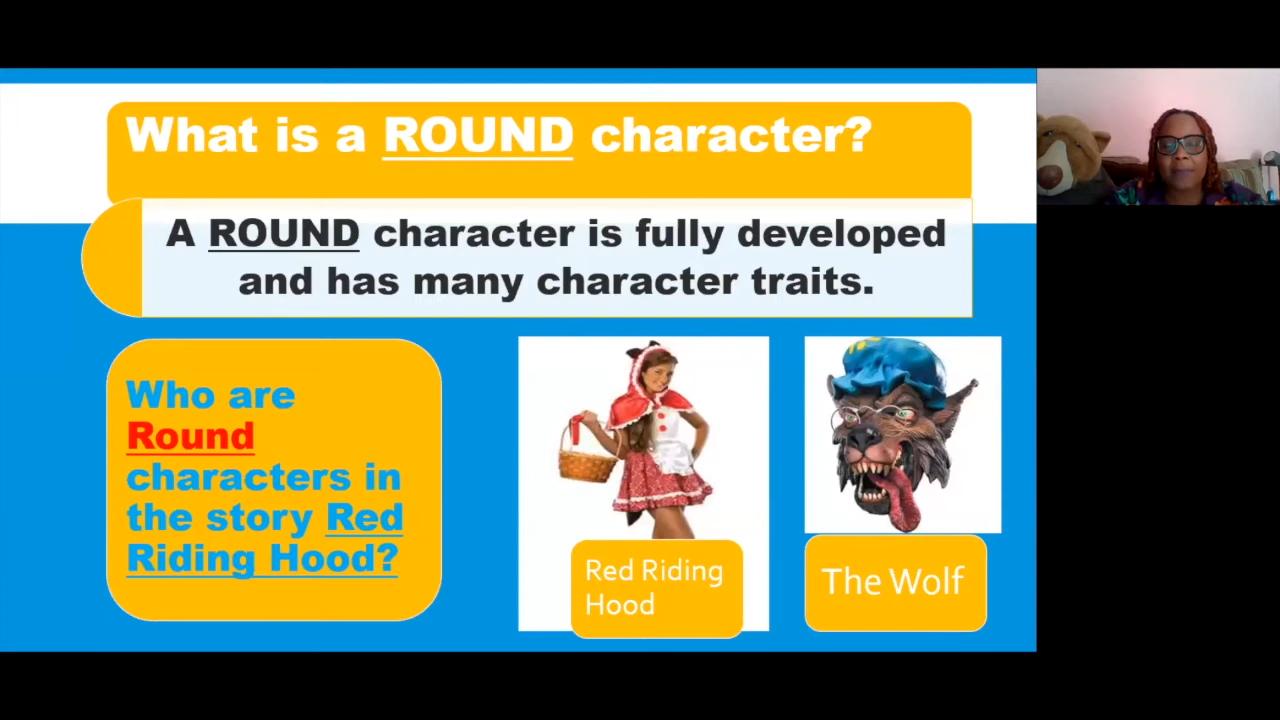 What is a ROUND character?
A ROUND character is fully developed
and has many character traits.
Who are
Round
characters in
the story Red
Riding Hood?
Red Riding
Hood
The Wolf